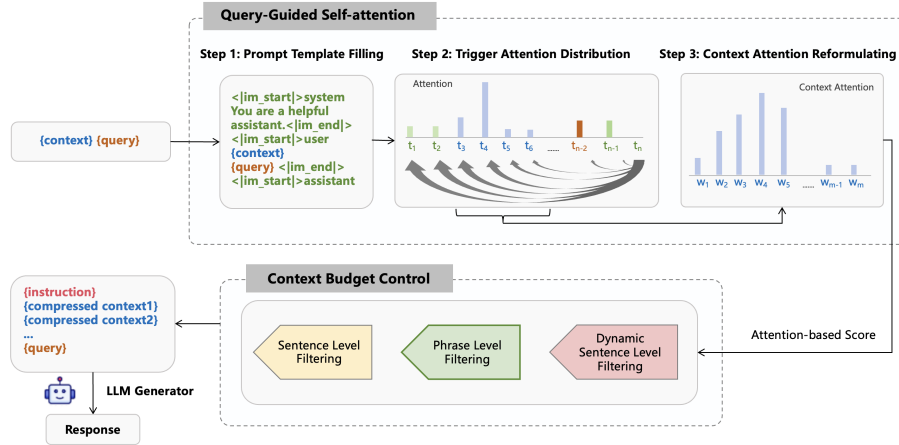 Query-Guided Self-attention
Step 1: Prompt Template Filling
Step 2: Trigger Attention Distribution
Step 3: Context Attention Reformulating
{context} {query}
<|im_start|>system
You are a helpful
assistant.<|im_end|>
<|im_start|>user
{context}
{query} <|im_end|>
<|im_start|>assistant
Attention
t1 t2 t3 t4 t5 t6 ...... tn-2 tn-1 tn
Context Attention
w1 w2 w3 w4 w5 ..... wm-1 wm
Attention-based Score
Context Budget Control
Dynamic
Sentence Level
Filtering
Phrase Level
Filtering
Sentence Level
Filtering
{instruction}
{compressed context1}
{compressed context2}
...
{query}
LLM Generator
Response